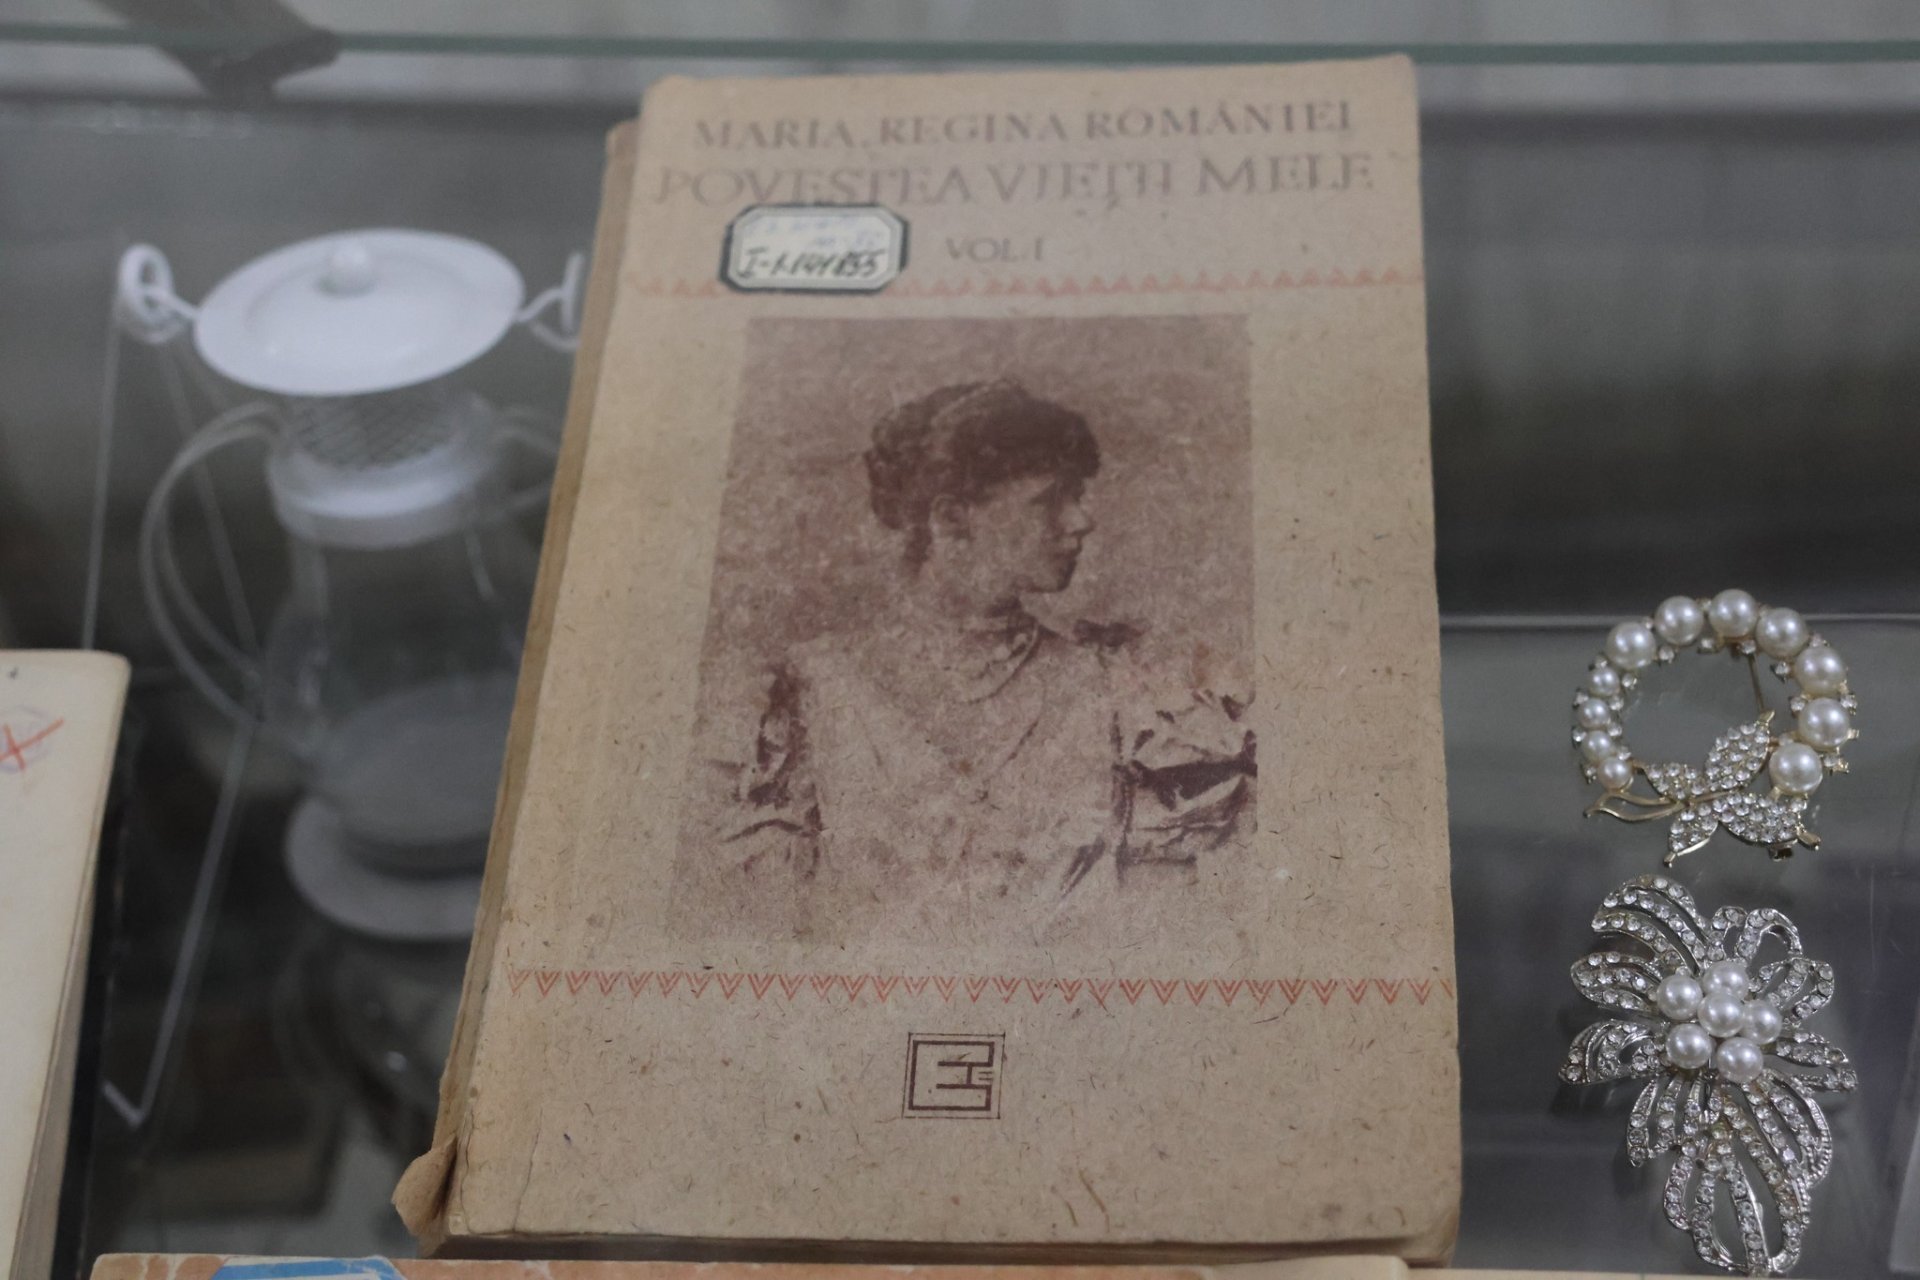 MARIA, REGINA ROMÂNIEI
POVESTEA VIEȚII MELE
VOL. I